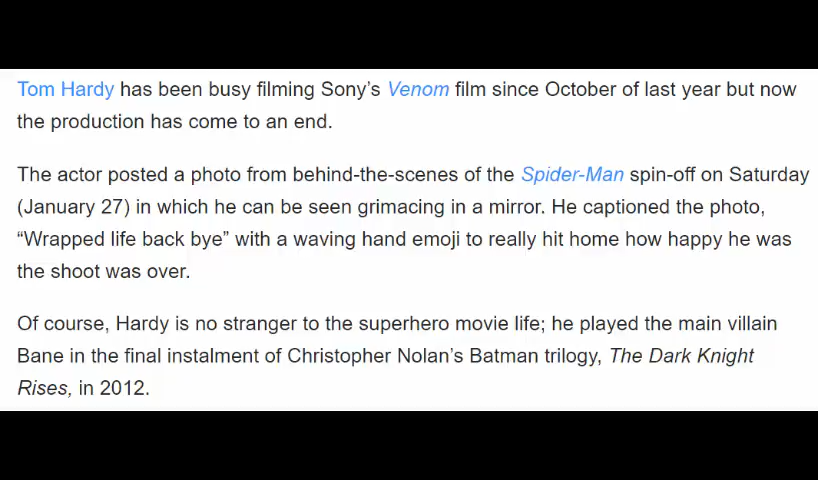 Tom Hardy has been busy filming Sony’s Venom film since October of last year but now
the production has come to an end.
The actor posted a photo from behind-the-scenes of the Spider-Man spin-off on Saturday
(January 27) in which he can be seen grimacing in a mirror. He captioned the photo,
“Wrapped life back bye” with a waving hand emoji to really hit home how happy he was
the shoot was over.
Of course, Hardy is no stranger to the superhero movie life; he played the main villain
Bane in the final instalment of Christopher Nolan’s Batman trilogy, The Dark Knight
Rises, in 2012.